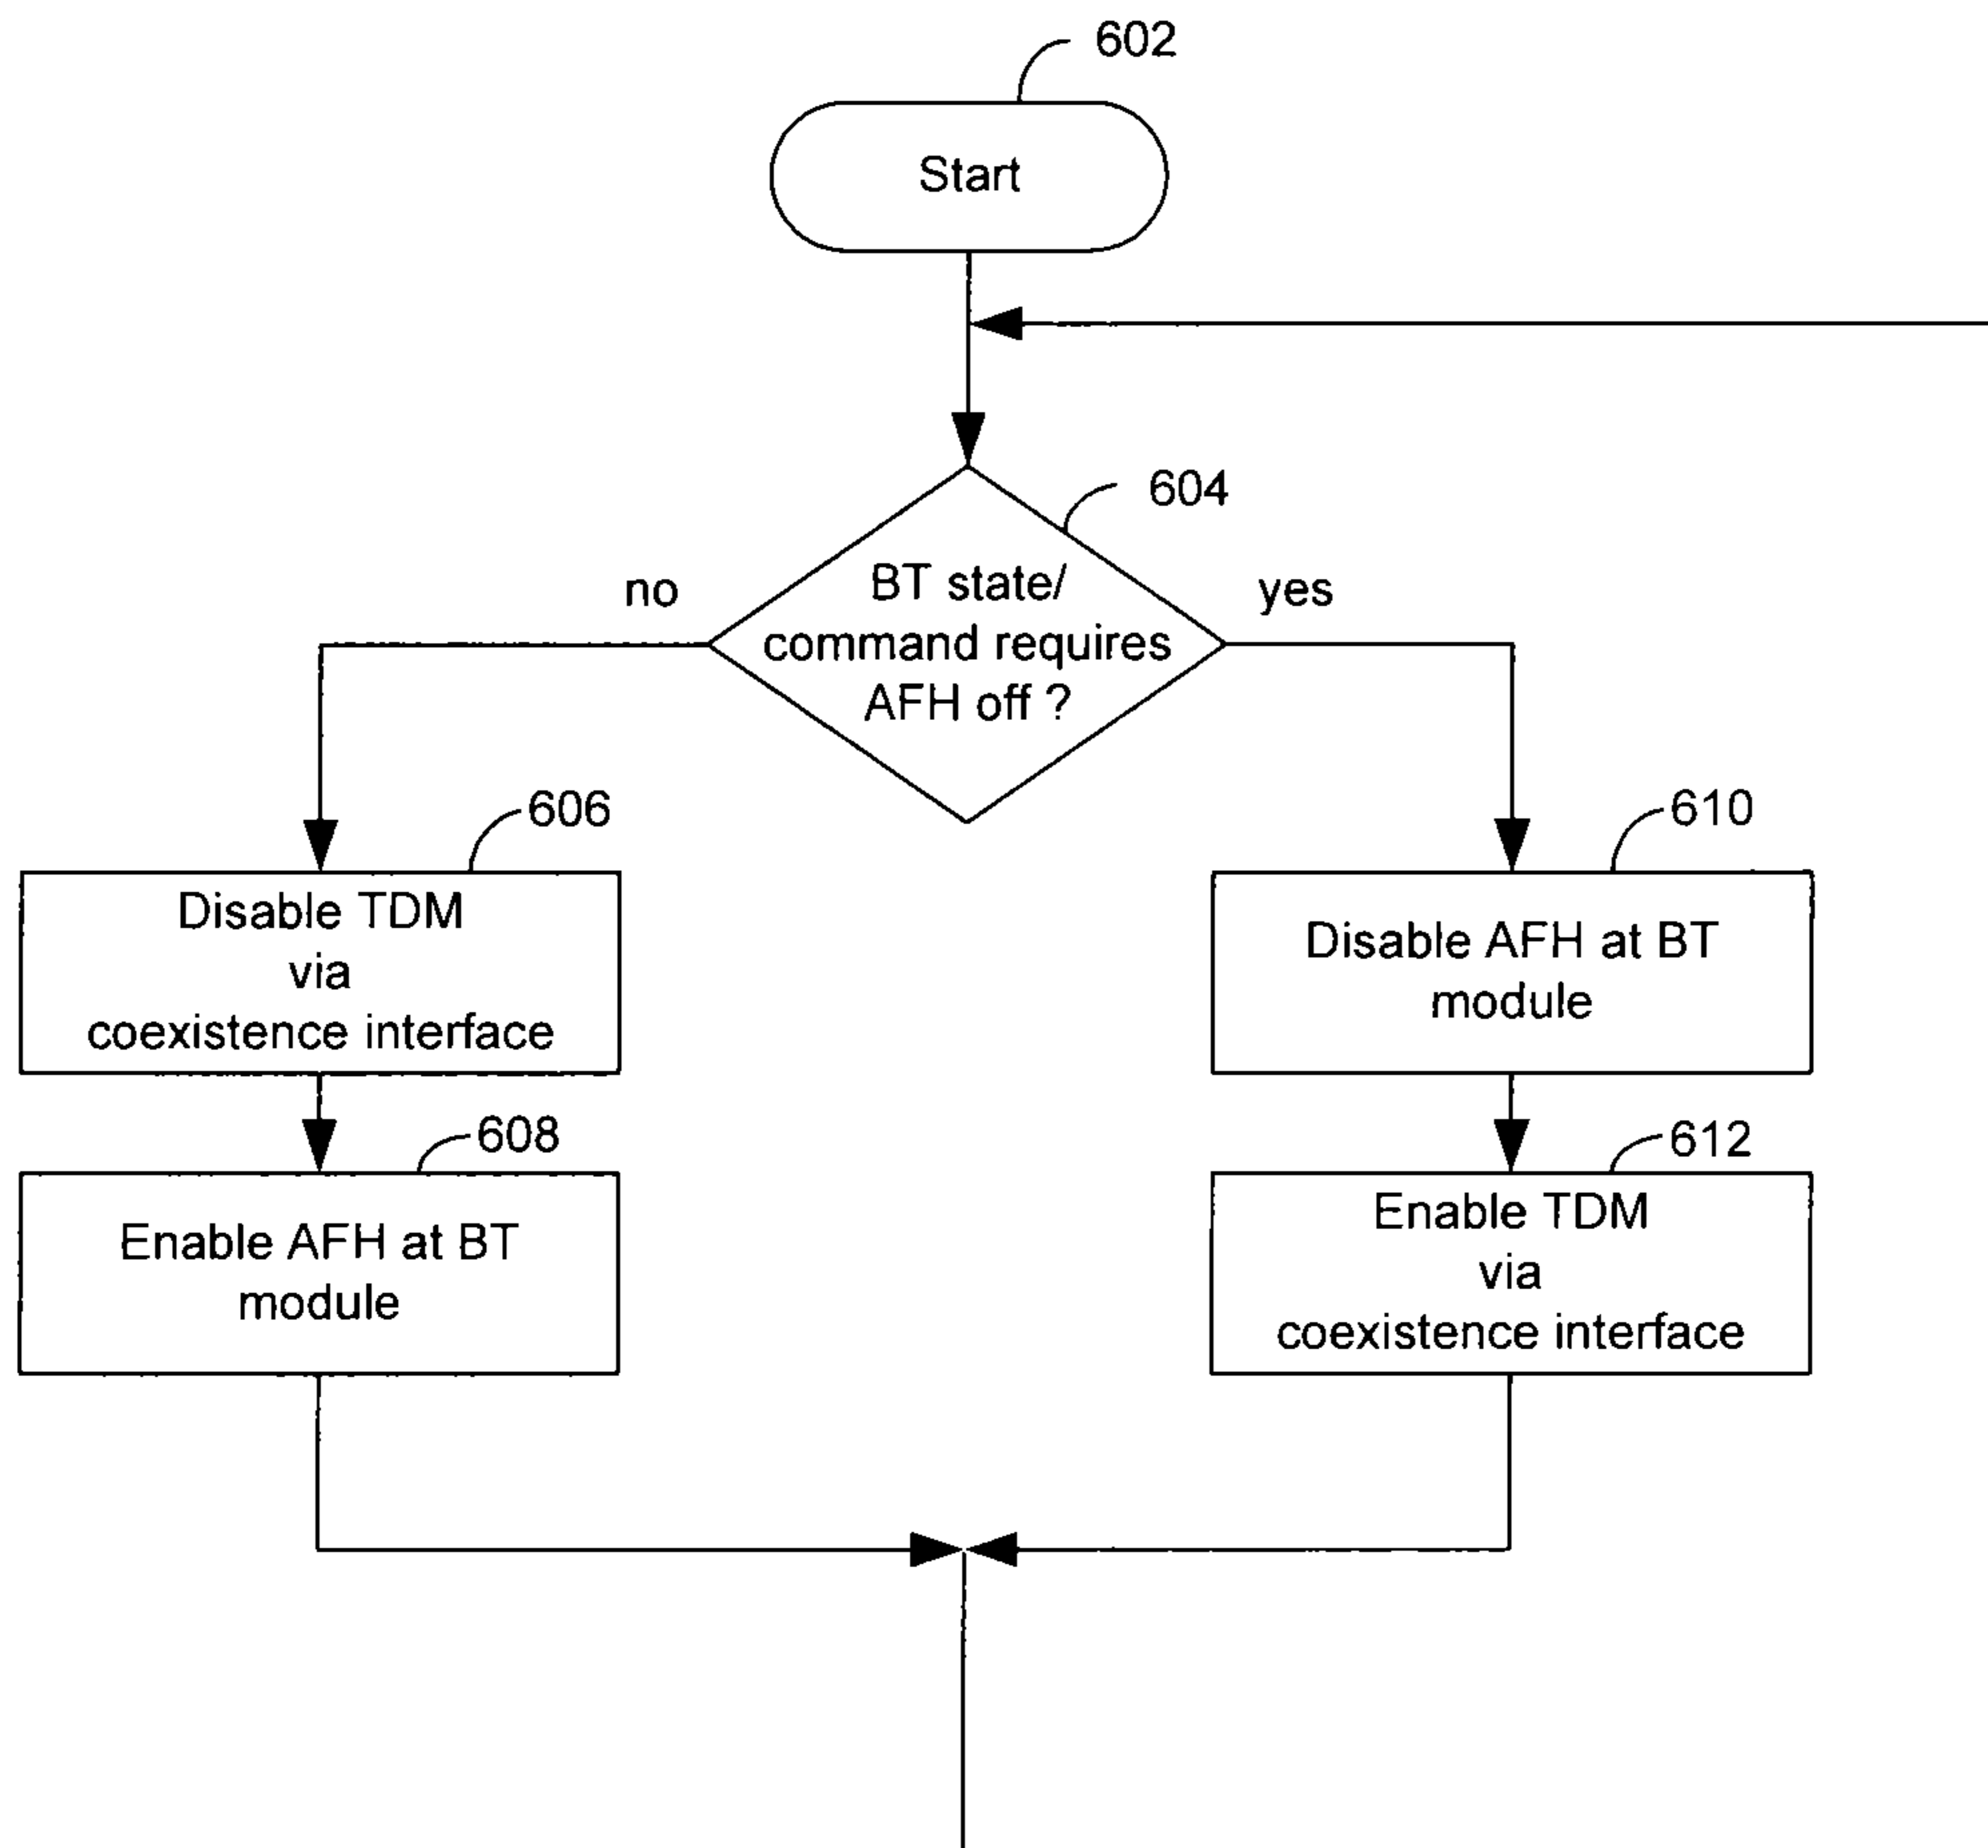 602
Start
604
BT state/
command requires
AFH off ?
no
yes
606
Disable TDM
via
coexistence interface
610
Disable AFH at BT
module
608
Enable AFH at BT
module
612
Enable TDM
via
coexistence interface